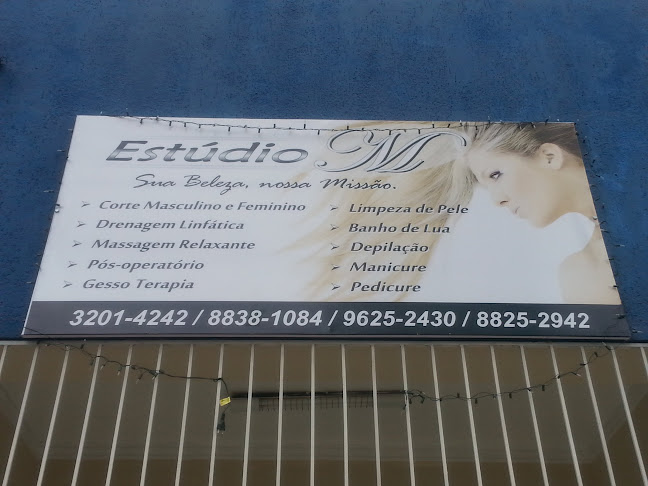 Estúdio M
Sua Beleza, nossa Missão.
Corte Masculino e Feminino
Drenagem Linfática
Massagem Relaxante
Pós-operatório
Gesso Terapia
Limpeza de Pele
Banho de Lua
Depilação
Manicure
Pedicure
3201-4242 / 8838-1084 / 9625-2430 / 8825-2942